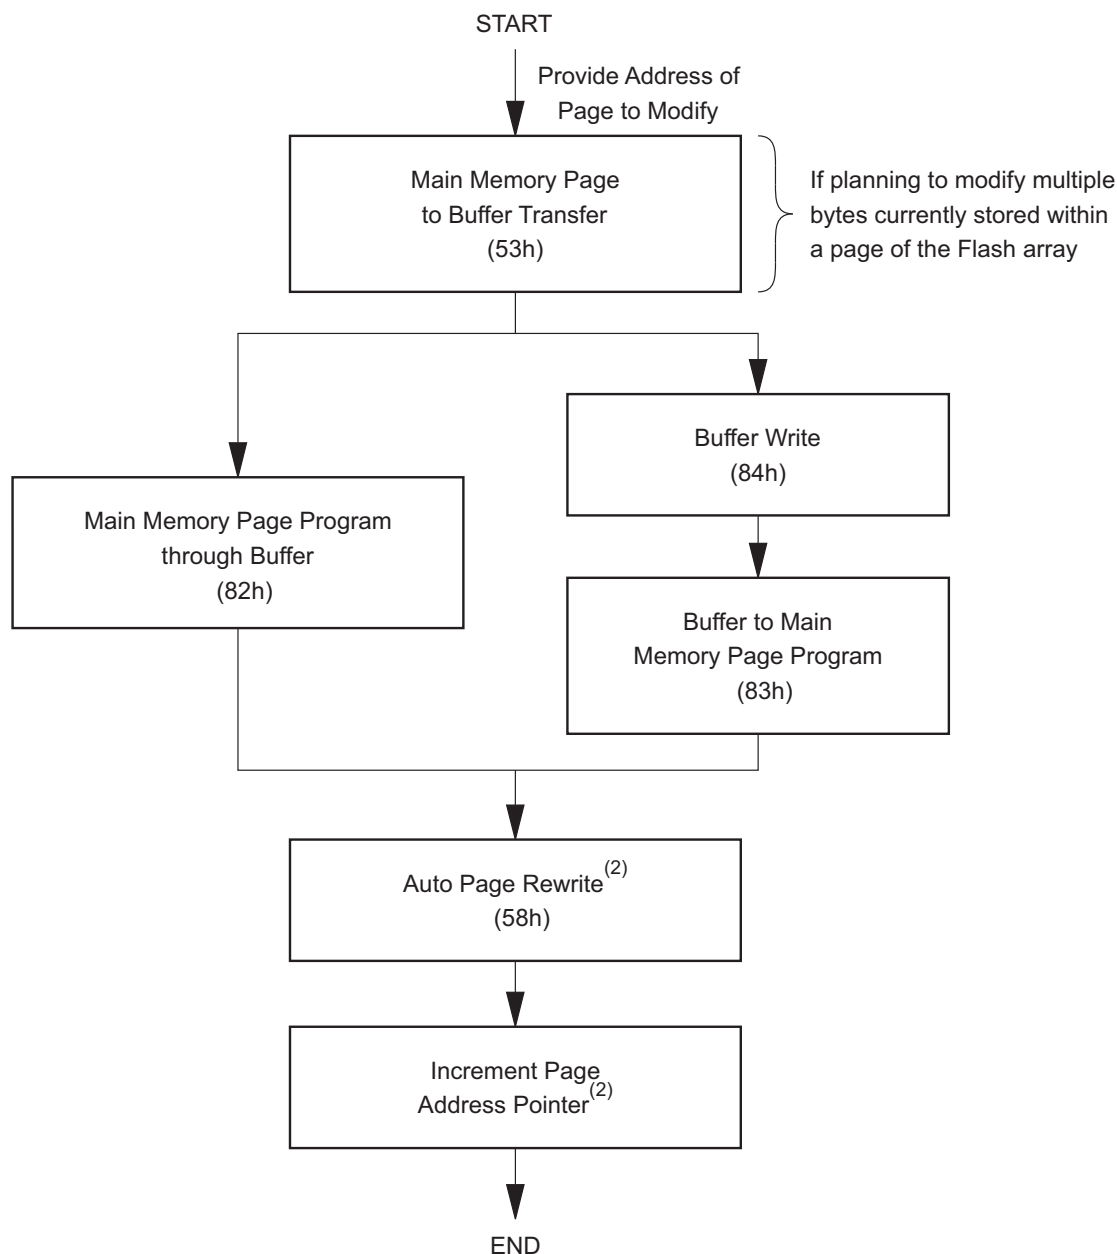 START
Provide Address of
Page to Modify
Main Memory Page
to Buffer Transfer
(53h)
If planning to modify multiple
bytes currently stored within
a page of the Flash array
Main Memory Page Program
through Buffer
(82h)
Buffer Write
(84h)
Buffer to Main
Memory Page Program
(83h)
Auto Page Rewrite(2)
(58h)
Increment Page
Address Pointer(2)
END